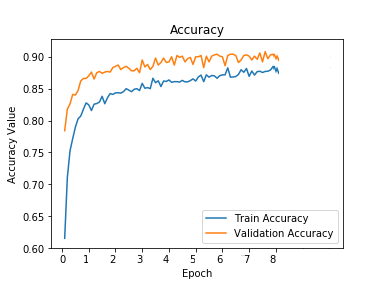 Accuracy
Accuracy Value
0.90
0.85
0.80
0.75
0.70
0.65
0.60
0 1 2 3 4 5 6 7 8
Epoch
Train Accuracy
Validation Accuracy